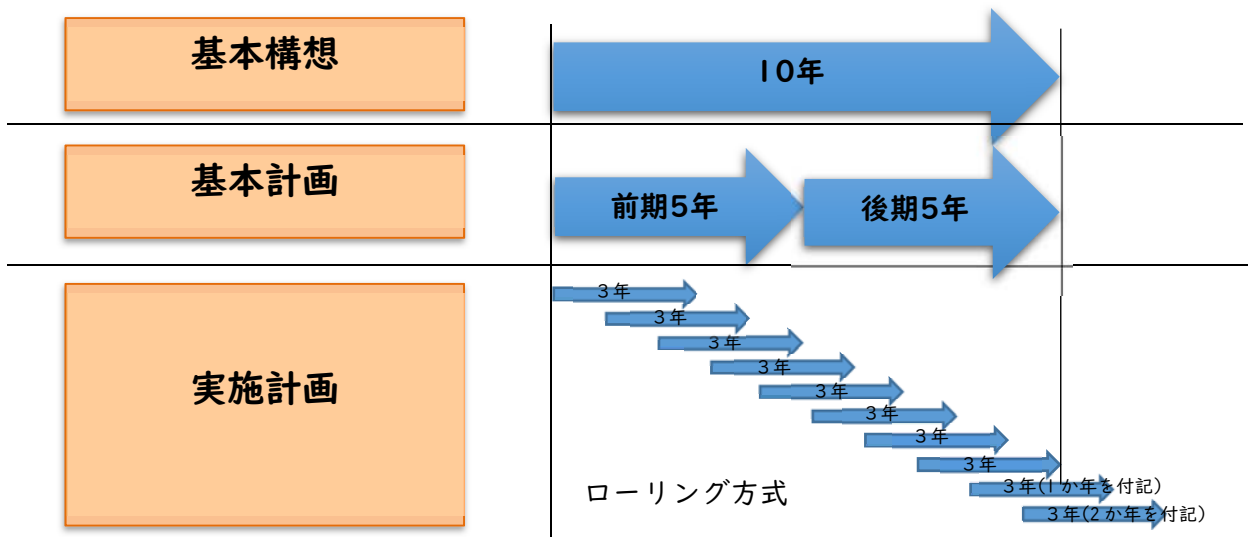 基本構想
10年
基本計画
前期5年
後期5年
実施計画
3年
3年
3年
3年
3年
3年
3年
3年
3年(1か年を付記)
3年(2か年を付記)
ローリング方式